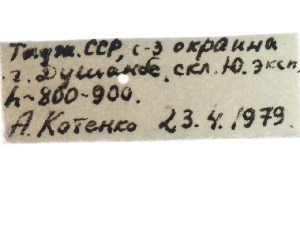 Тадж. ССР, с-з окраина
г. Душанбе. скл. Ю. эксп.
h~800-900.
А. Котенко 23.4.1979